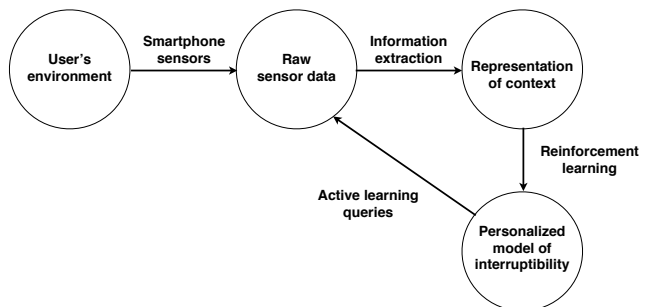 User's
environment
Smartphone
sensors
Raw
sensor data
Information
extraction
Representation
of context
Reinforcement
learning
Active learning
queries
Personalized
model of
interruptibility